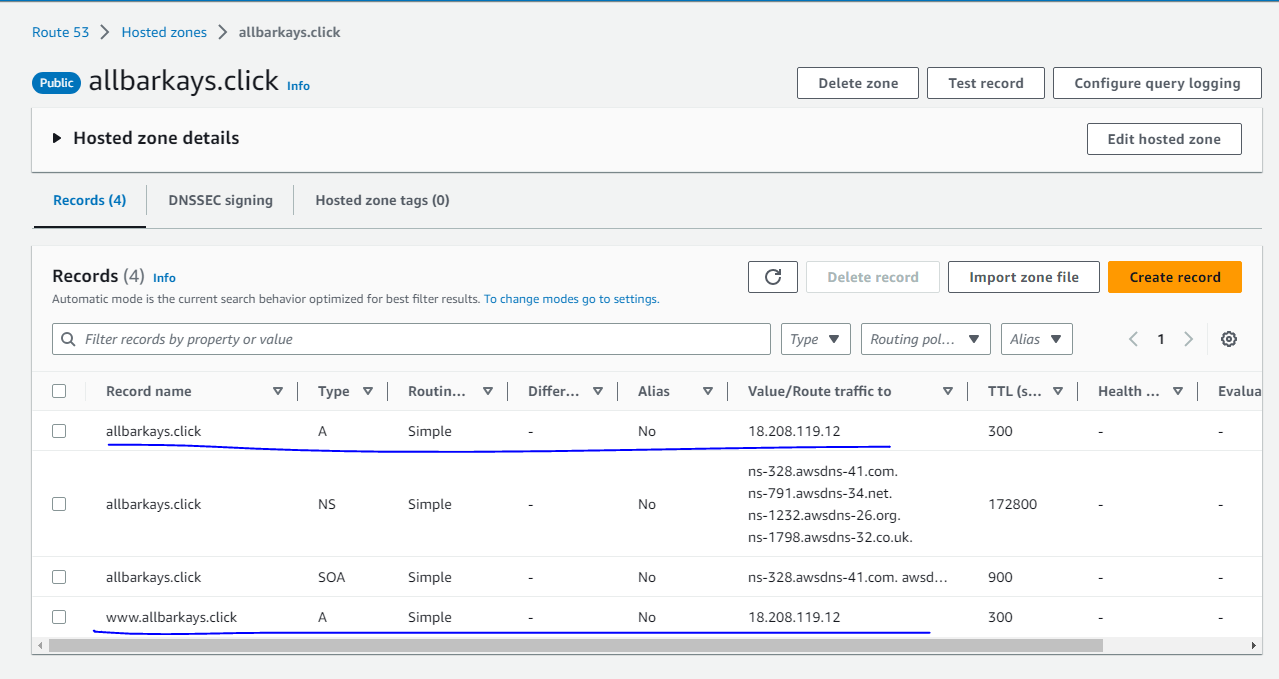 Route 53 > Hosted zones > allbarkays.click
Public allbarkays.click Info
Delete zone Test record Configure query logging
Hosted zone details Edit hosted zone
Records (4) DNSSEC signing Hosted zone tags (0)
Records (4) Info
Delete record Import zone file Create record
Automatic mode is the current search behavior optimized for best filter results. To change modes go to settings.
Filter records by property or value Type Routing pol... Alias 1
Record name Type Routin... Differ... Alias Value/Route traffic to TTL (s... Health ... Evalua
allbarkays.click A Simple - No 18.208.119.12 300 - -
ns-328.awsdns-41.com.
ns-791.awsdns-34.net.
allbarkays.click NS Simple - No 172800 - -
ns-1232.awsdns-26.org.
ns-1798.awsdns-32.co.uk.
allbarkays.click SOA Simple - No ns-328.awsdns-41.com. awsd... 900 - -
www.allbarkays.click A Simple - No 18.208.119.12 300 - -